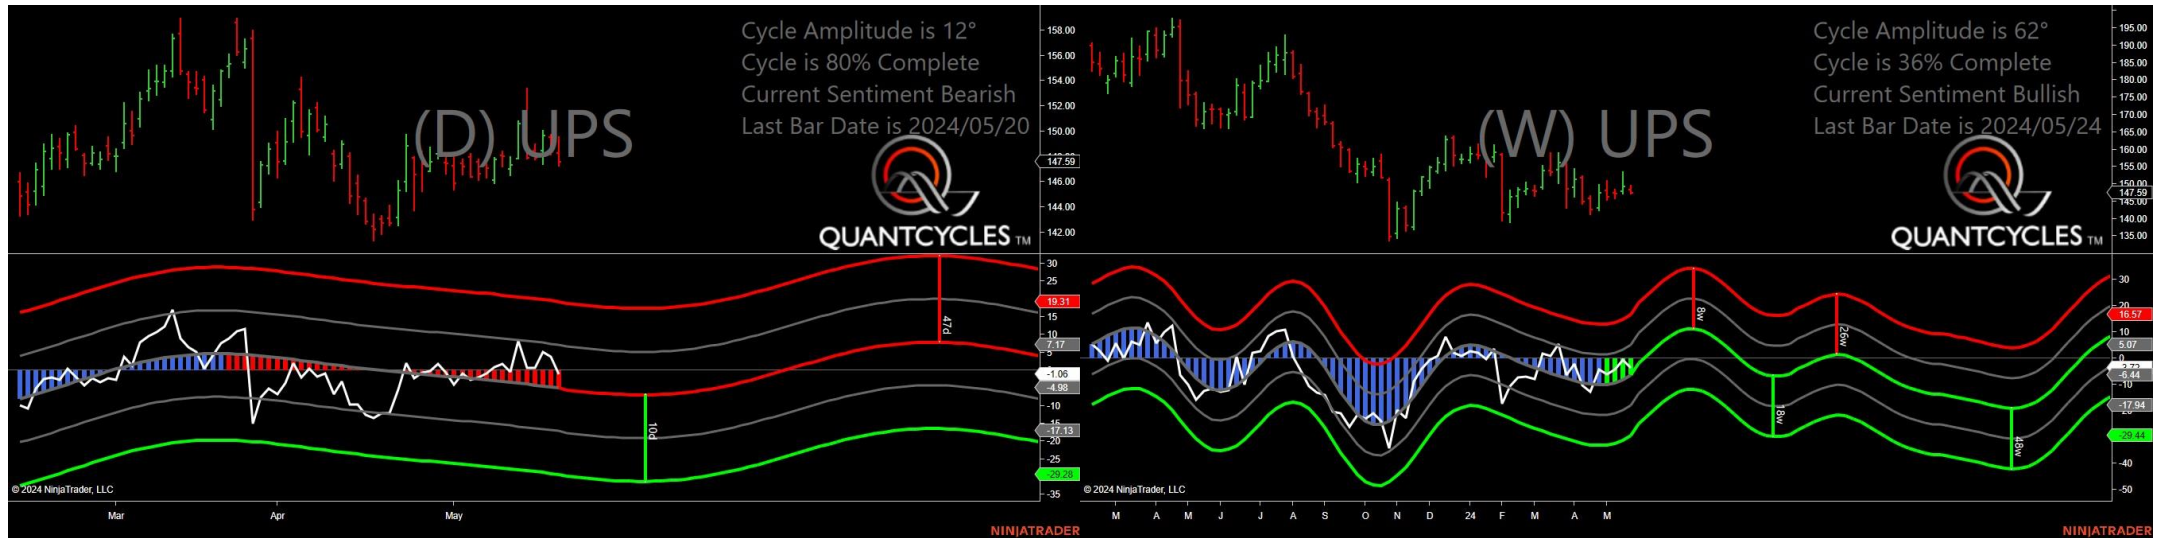 Cycle Amplitude is 12°
Cycle is 80% Complete
Current Sentiment Bearish
Last Bar Date is 2024/05/20
(D) UPS
QUANTCYCLES TM
158.00
156.00
154.00
152.00
150.00
147.59
146.00
144.00
142.00
30
25
19.31
15
10
7.17
5
-1.06
-4.98
-10
-15
-17.13
-20
-25
-29.28
-35
47d
10d
© 2024 NinjaTrader, LLC
Mar
Apr
May
NINJATRADER
Cycle Amplitude is 62°
Cycle is 36% Complete
Current Sentiment Bullish
Last Bar Date is 2024/05/24
(W) UPS
QUANTCYCLES TM
195.00
190.00
185.00
180.00
175.00
170.00
165.00
160.00
155.00
150.00
147.59
145.00
140.00
135.00
30
20
16.57
10
5.07
0
-6.44
-10
-17.94
-29.44
-40
-50
8w
18w
26w
48w
© 2024 NinjaTrader, LLC
M A M J J A S O N D 24 F M A M
NINJATRADER